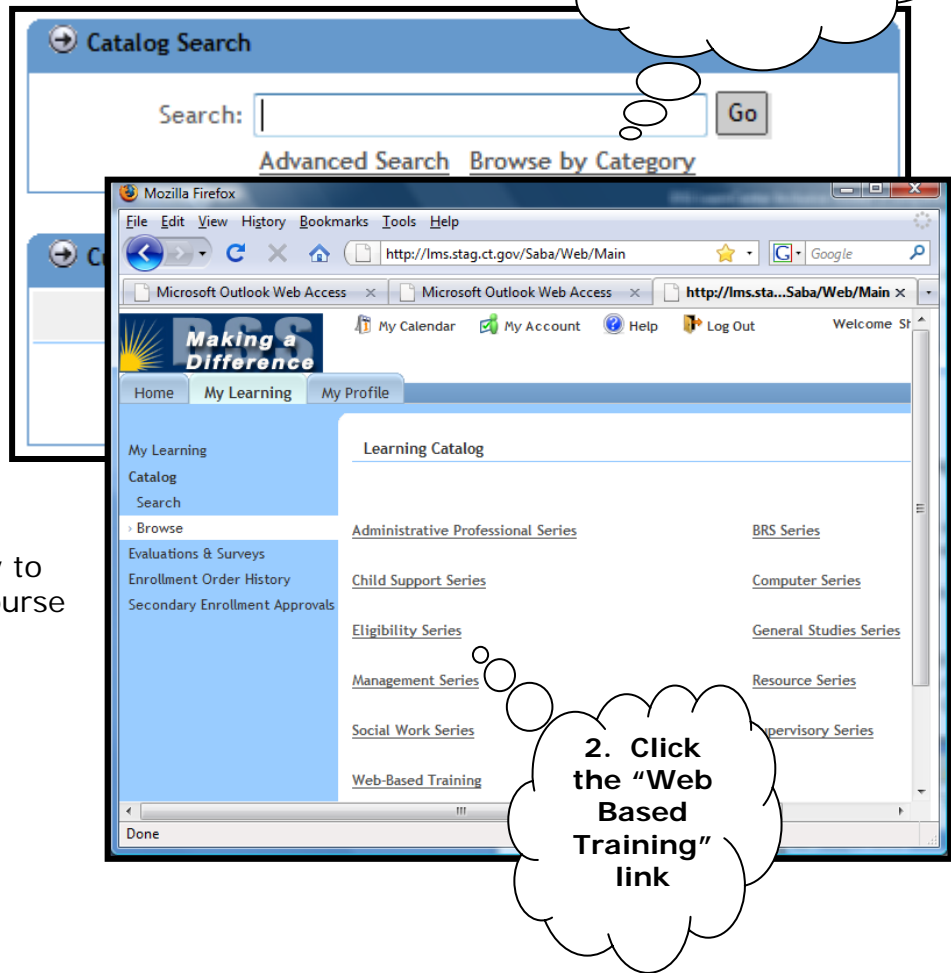 Catalog Search
Search:
Go
Advanced Search Browse by Category
Mozilla Firefox
File Edit View History Bookmarks Tools Help
http://lms.stag.ct.gov/Saba/Web/Main
G Google
Microsoft Outlook Web Access
Microsoft Outlook Web Access
http://lms.sta...Saba/Web/Main
Making a
Difference
My Calendar My Account Help Log Out Welcome
Home My Learning My Profile
My Learning
Catalog
Search
Browse
Evaluations & Surveys
Enrollment Order History
Secondary Enrollment Approvals
Learning Catalog
Administrative Professional Series BRS Series
Child Support Series Computer Series
Eligibility Series General Studies Series
Management Series Resource Series
Social Work Series
Web-Based Training
Done
to
2. Click
the “Web
Based
Training”
link